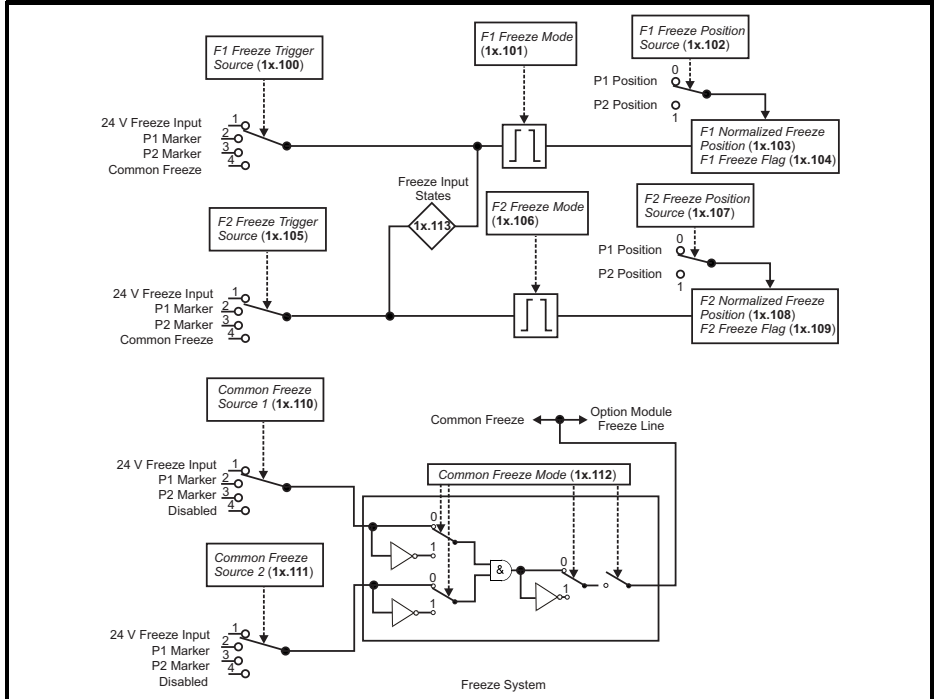 F1 Freeze Trigger
Source (1x.100)
24 V Freeze Input
P1 Marker
P2 Marker
Common Freeze
1
2
3
4
F1 Freeze Mode
(1x.101)
F1 Freeze Position
Source (1x.102)
P1 Position
0
P2 Position
1
F1 Normalized Freeze
Position (1x.103)
F1 Freeze Flag (1x.104)
Freeze Input
States
1x.113
F2 Freeze Trigger
Source (1x.105)
24 V Freeze Input
P1 Marker
P2 Marker
Common Freeze
1
2
3
4
F2 Freeze Mode
(1x.106)
F2 Freeze Position
Source (1x.107)
P1 Position
0
P2 Position
1
F2 Normalized Freeze
Position (1x.108)
F2 Freeze Flag (1x.109)
Common Freeze
Source 1 (1x.110)
24 V Freeze Input
P1 Marker
P2 Marker
Disabled
1
2
3
4
Common Freeze
Option Module
Freeze Line
Common Freeze Mode (1x.112)
0
1
0
1
&
0
1
Common Freeze
Source 2 (1x.111)
24 V Freeze Input
P1 Marker
P2 Marker
Disabled
1
2
3
4
Freeze System